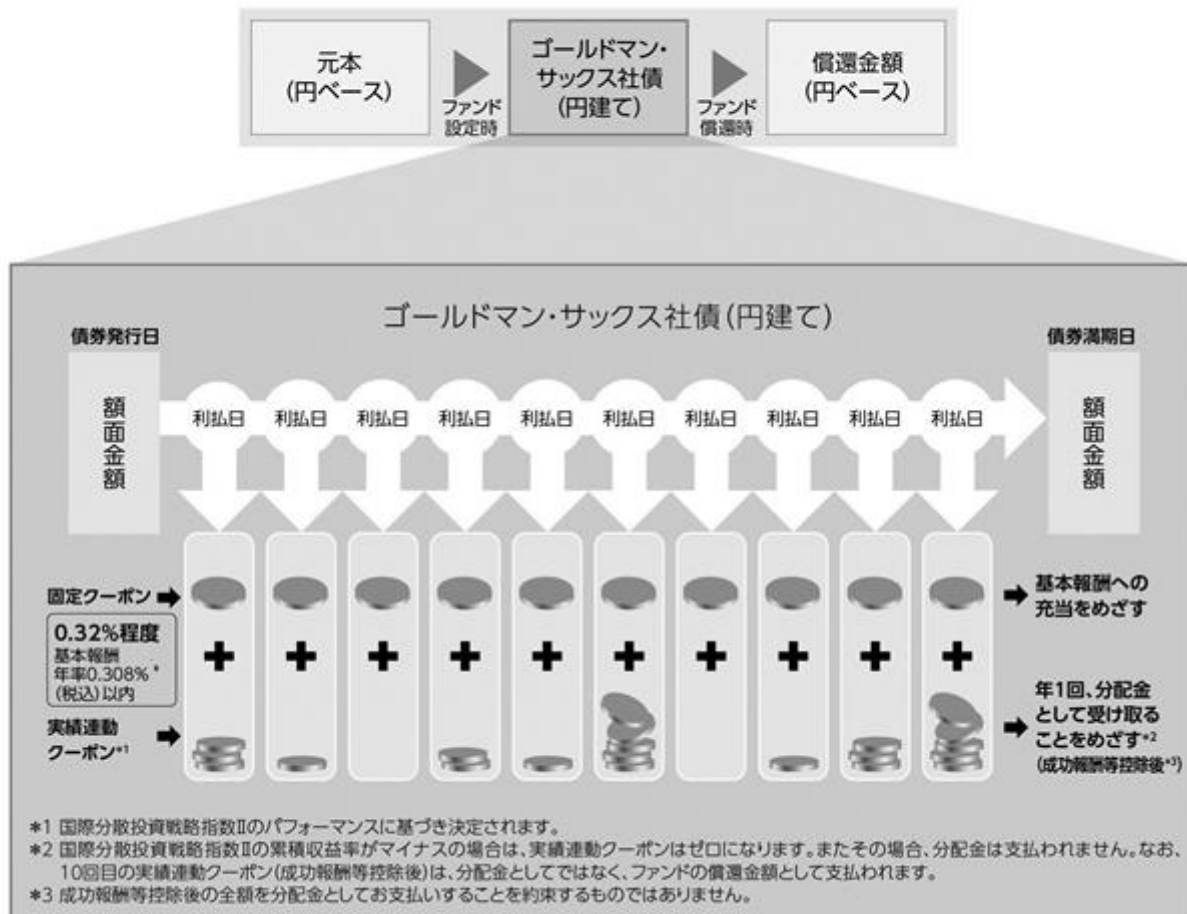 元本
(円ベース)
ファンド
設定時
ゴールドマン・
サックス社債
(円建て)
ファンド
償還時
償還金額
(円ベース)
ゴールドマン・サックス社債(円建て)
債券発行日
額面金額
債券満期日
額面金額
利払日 利払日 利払日 利払日 利払日 利払日 利払日 利払日 利払日 利払日
固定クーポン
0.32%程度
基本報酬
年率0.308%*
(税込)以内
基本報酬への
充当をめざす
実績連動
クーポン*1
年1回、分配金
として受け取る
ことをめざす*2
(成功報酬等控除後*3)
*1 国際分散投資戦略指数Ⅱのパフォーマンスに基づき決定されます。
*2 国際分散投資戦略指数Ⅱの累積収益率がマイナスの場合は、実績連動クーポンはゼロになります。またその場合、分配金は支払われません。なお、
10回目の実績連動クーポン(成功報酬等控除後)は、分配金としてではなく、ファンドの償還金額として支払われます。
*3 成功報酬等控除後の全額を分配金としてお支払いすることを約束するものではありません。